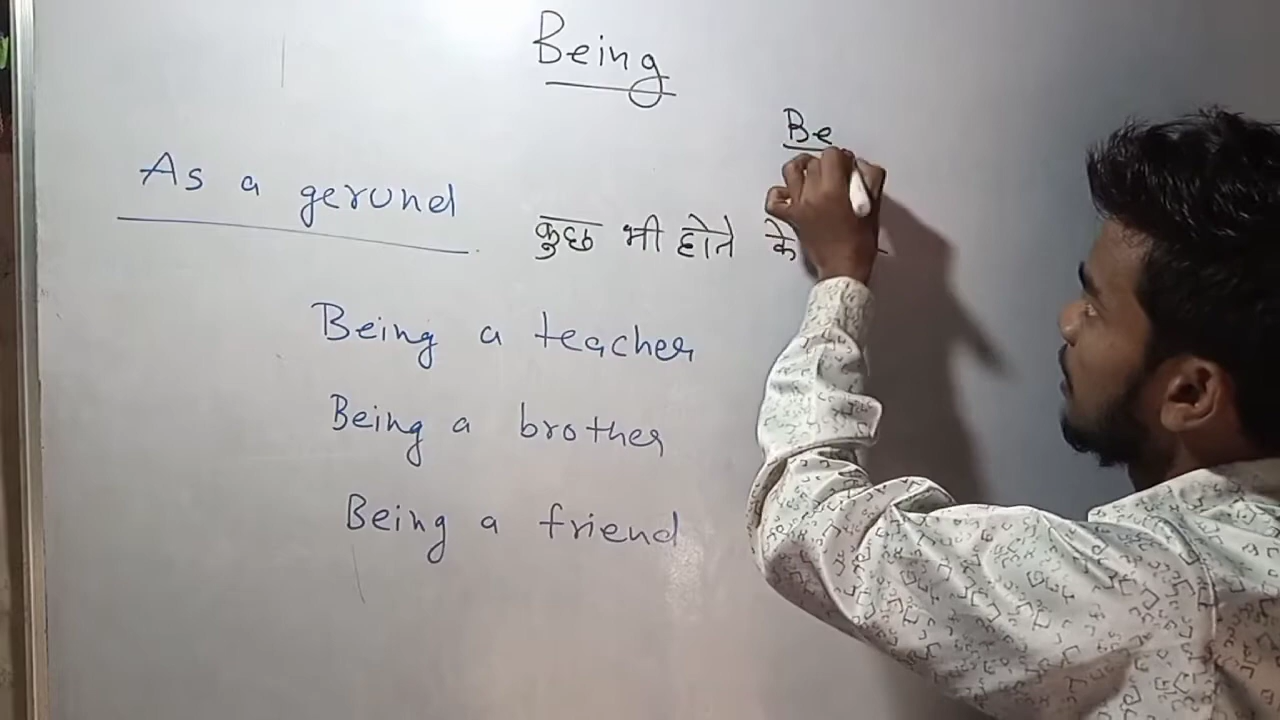 Being
Be
As a gerund
कुछ भी होते के
Being a teacher
Being a brother
Being a friend